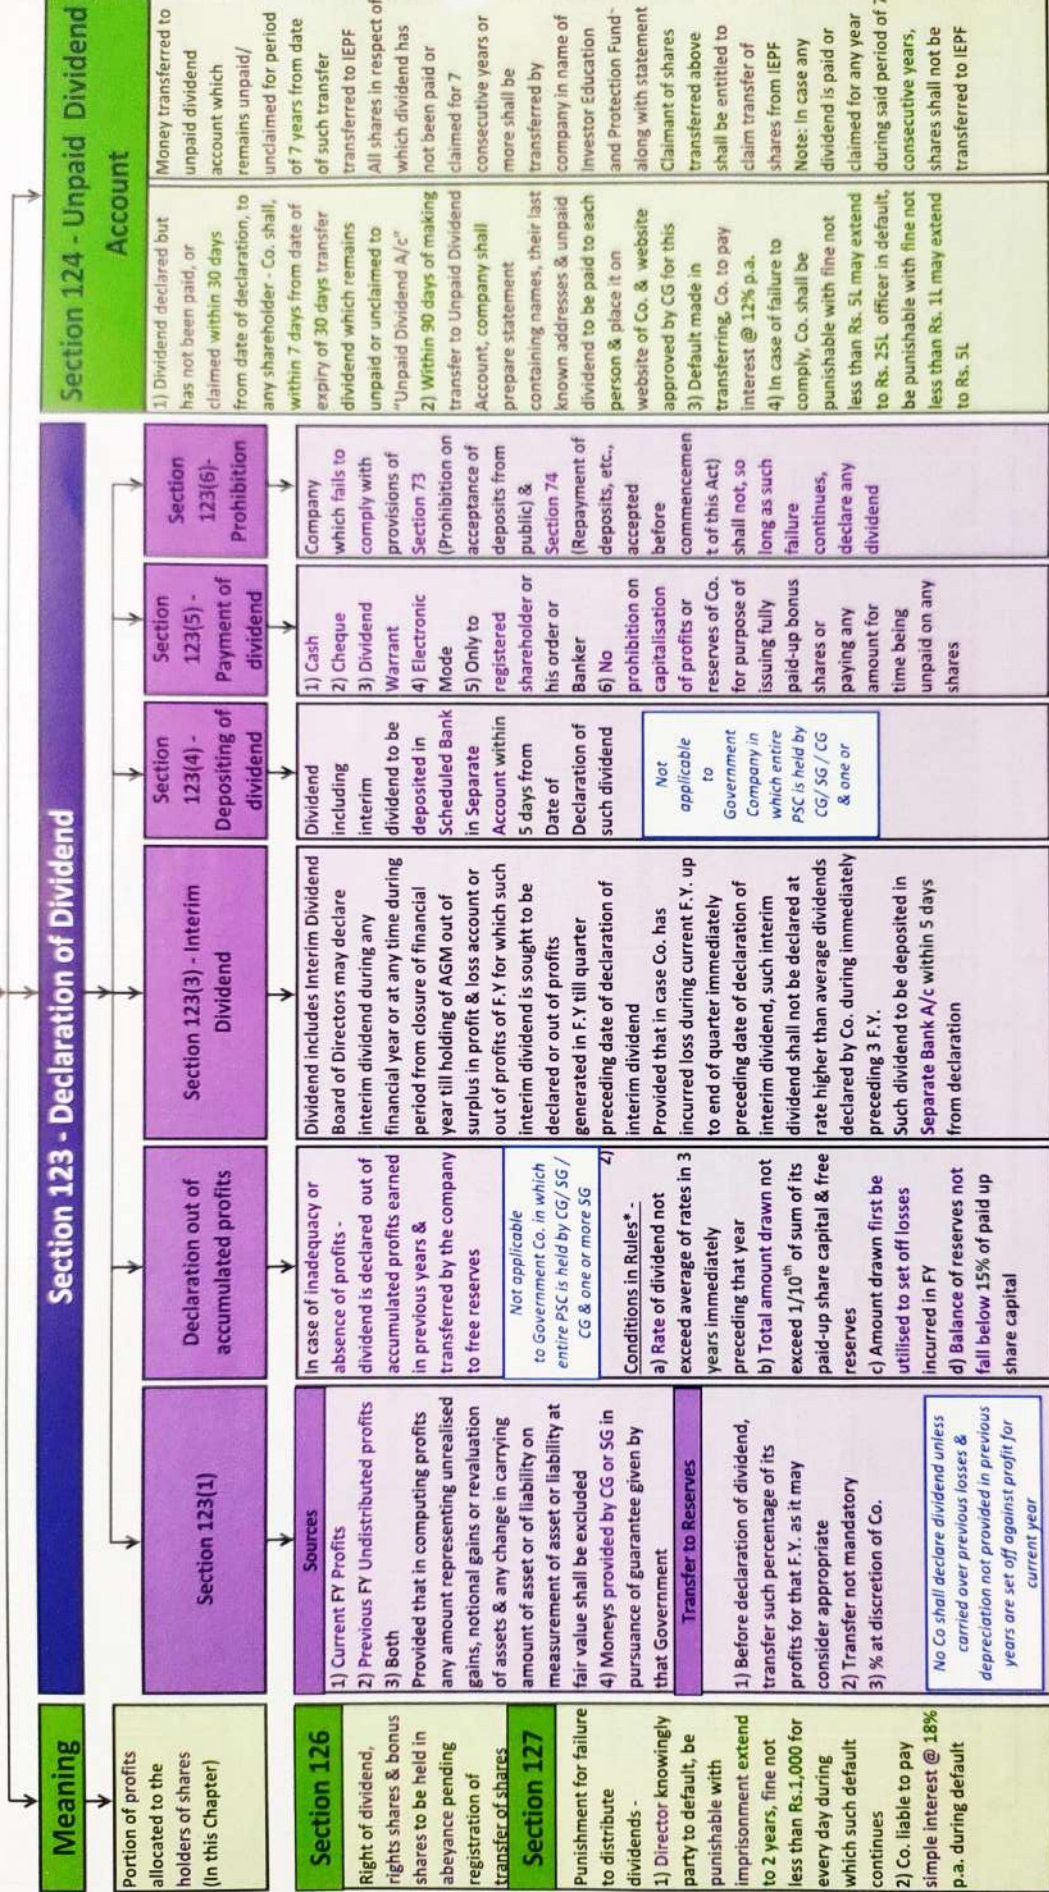 Meaning
Portion of profits
allocated to the
holders of shares
(In this Chapter)
Section 126
Right of dividend,
rights shares & bonus
shares to be held in
abeyance pending
registration of
transfer of shares
Section 127
Punishment for failure
to distribute
dividends -
1) Director knowingly
party to default, be
punishable with
imprisonment extend
to 2 years, fine not
less than Rs.1,000 for
every day during
which such default
continues
2) Co. liable to pay
simple interest @ 18%
p.a. during default
Section 123 - Declaration of Dividend
Section 123(1)
Sources
1) Current FY Profits
2) Previous FY Undistributed profits
3) Both
Provided that in computing profits
any amount representing unrealised
gains, notional gains or revaluation
of assets & any change in carrying
amount of asset or of liability on
measurement of asset or liability at
fair value shall be excluded
4) Moneys provided by CG or SG in
pursuance of guarantee given by
that Government
Transfer to Reserves
1) Before declaration of dividend,
transfer such percentage of its
profits for that F.Y. as it may
consider appropriate
2) Transfer not mandatory
3) % at discretion of Co.
No Co shall declare dividend unless
carried over previous losses &
depreciation not provided in previous
years are set off against profit for
current year
Declaration out of
accumulated profits
In case of inadequacy or
absence of profits -
dividend is declared out of
accumulated profits earned
in previous years &
transferred by the company
to free reserves
Not applicable
to Government Co. in which
entire PSC is held by CG/ SG /
CG & one or more SG
2)
Conditions in Rules* -
a) Rate of dividend not
exceed average of rates in 3
years immediately
preceding that year
b) Total amount drawn not
exceed 1/10th of sum of its
paid-up share capital & free
reserves
c) Amount drawn first be
utilised to set off losses
incurred in FY
d) Balance of reserves not
fall below 15% of paid up
share capital
Section 123(3) - Interim
Dividend
Dividend includes Interim Dividend
Board of Directors may declare
interim dividend during any
financial year or at any time during
period from closure of financial
year till holding of AGM out of
surplus in profit & loss account or
out of profits of F.Y for which such
interim dividend is sought to be
declared or out of profits
generated in F.Y till quarter
preceding date of declaration of
interim dividend
Provided that in case Co. has
incurred loss during current F.Y. up
to end of quarter immediately
preceding date of declaration of
interim dividend, such interim
dividend shall not be declared at
rate higher than average dividends
declared by Co. during immediately
preceding 3 F.Y.
Such dividend to be deposited in
Separate Bank A/c within 5 days
from declaration
Section
123(4) -
Depositing of
dividend
Dividend
including
interim
dividend to be
deposited in
Scheduled Bank
in Separate
Account within
5 days from
Date of
Declaration of
such dividend
Not
applicable
to
Government
Company in
which entire
PSC is held by
CG/ SG / CG
& one or
Section
123(5) -
Payment of
dividend
1) Cash
2) Cheque
3) Dividend
Warrant
4) Electronic
Mode
5) Only to
registered
shareholder or
his order or
Banker
6) No
prohibition on
capitalisation
of profits or
reserves of Co.
for purpose of
issuing fully
paid-up bonus
shares or
paying any
amount for
time being
unpaid on any
shares
Section
123(6)-
Prohibition
Company
which fails to
comply with
provisions of
Section 73
(Prohibition on
acceptance of
deposits from
public) &
Section 74
(Repayment of
deposits, etc.,
accepted
before
commencemen
t of this Act)
shall not, so
long as such
failure
continues,
declare any
dividend
Section 124 - Unpaid Dividend
Account
1) Dividend declared but
has not been paid, or
claimed within 30 days
from date of declaration, to
any shareholder - Co. shall,
within 7 days from date of
expiry of 30 days transfer
dividend which remains
unpaid or unclaimed to
"Unpaid Dividend A/c"
2) Within 90 days of making
transfer to Unpaid Dividend
Account, company shall
prepare statement
containing names, their last
known addresses & unpaid
dividend to be paid to each
person & place it on
website of Co. & website
approved by CG for this
3) Default made in
transferring, Co. to pay
interest @ 12% p.a.
4) In case of failure to
comply, Co. shall be
punishable with fine not
less than Rs. 5L may extend
to Rs. 25L officer in default,
be punishable with fine not
less than Rs. 1L may extend
to Rs. 5L
Money transferred to
unpaid dividend
account which
remains unpaid/
unclaimed for period
of 7 years from date
of such transfer
transferred to IEPF
All shares in respect of
which dividend has
not been paid or
claimed for 7
consecutive years or
more shall be
transferred by
company in name of
Investor Education
and Protection Fund-
along with statement
Claimant of shares
transferred above
shall be entitled to
claim transfer of
shares from IEPF
Note: In case any
dividend is paid or
claimed for any year
during said period of 7
consecutive years,
shares shall not be
transferred to IEPF